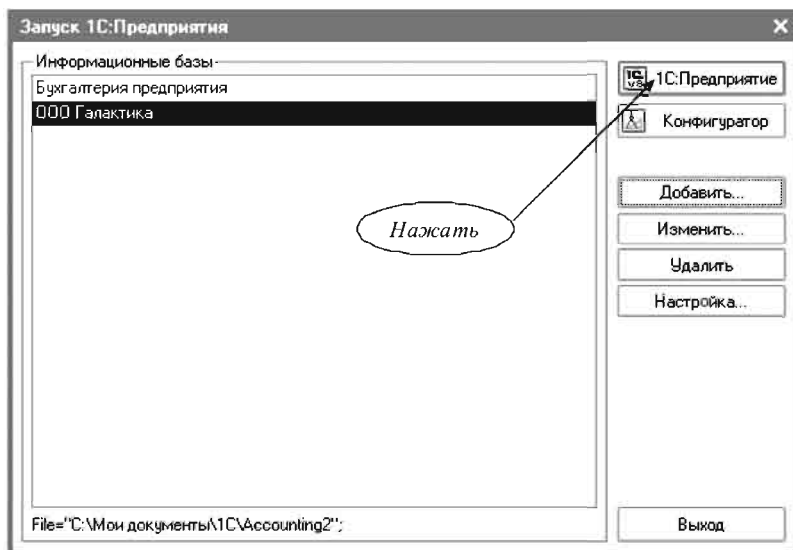 Запуск 1С:Предприятия
Информационные базы
Бухгалтерия предприятия
ООО Галактика
1С:Предприятие
Конфигуратор
Добавить...
Нажать
Изменить...
Удалить
Настройка...
File="C:\Мои документы\1C\Accounting2";
Выход